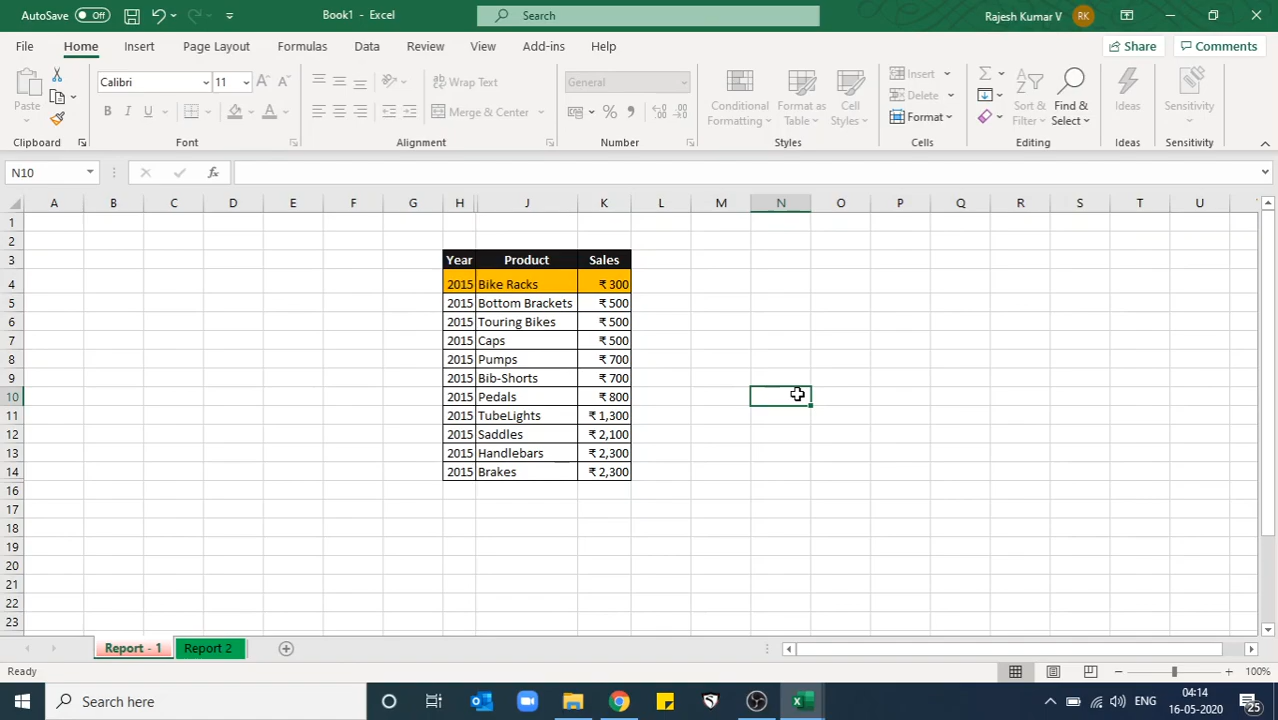 AutoSave Off Book1 - Excel Search Rajesh Kumar V RK
File Home Insert Page Layout Formulas Data Review View Add-ins Help Share Comments
Paste Calibri 11 Wrap Text General Conditional Formatting Format as Table Cell Styles Insert Sort & Filter Find & Select Ideas Sensitivity
B I U Merge & Center % , Delete Format
Clipboard Font Alignment Number Styles Cells Editing Ideas Sensitivity
N10 fx
A B C D E F G H J K L M N O P Q R S T U
1
2
3 Year Product Sales
4 2015 Bike Racks ₹ 300
5 2015 Bottom Brackets ₹ 500
6 2015 Touring Bikes ₹ 500
7 2015 Caps ₹ 500
8 2015 Pumps ₹ 700
9 2015 Bib-Shorts ₹ 700
10 2015 Pedals ₹ 800
11 2015 TubeLights ₹ 1,300
12 2015 Saddles ₹ 2,100
13 2015 Handlebars ₹ 2,300
14 2015 Brakes ₹ 2,300
16
17
18
19
20
21
22
23
Report - 1 Report 2
Ready 100%
Search here ENG 04:14
16-05-2020 25